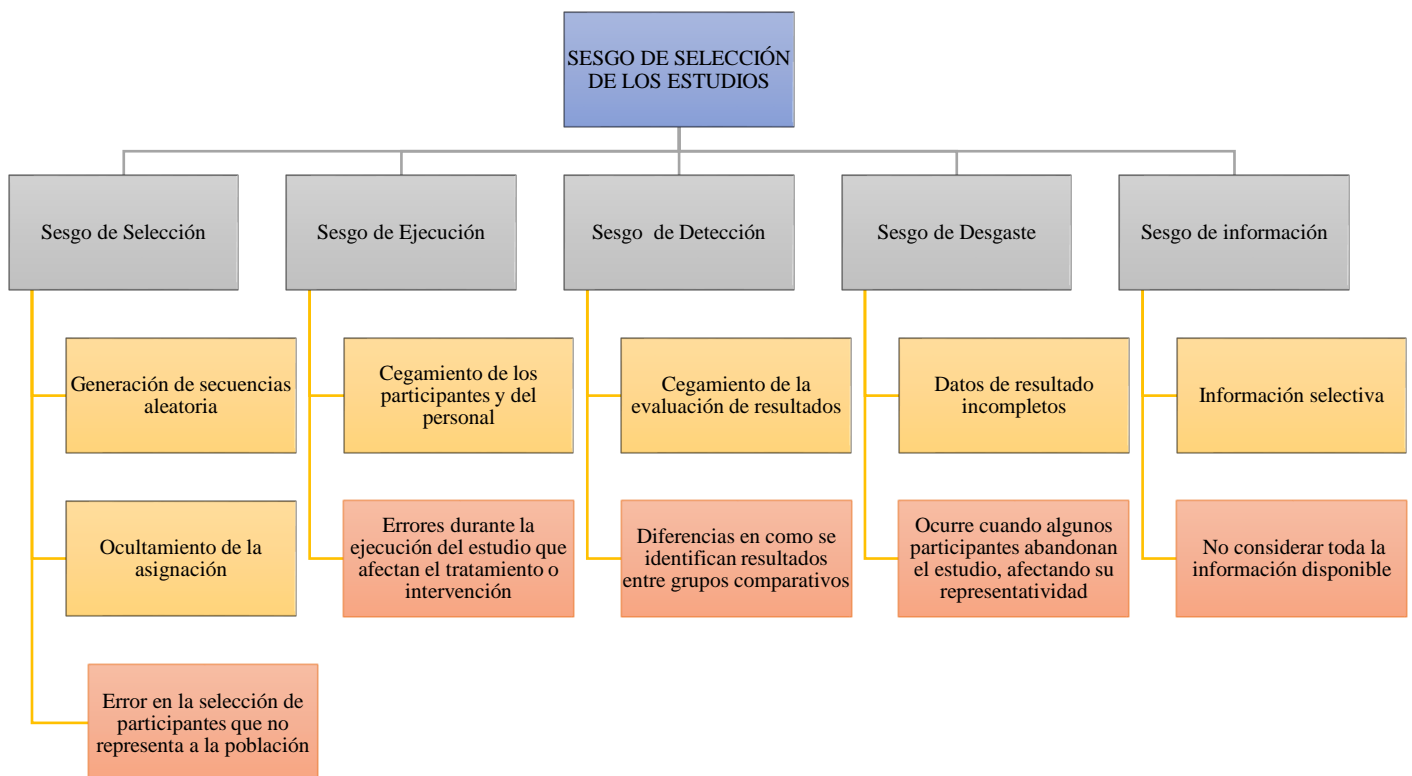 SESGO DE SELECCIÓN
DE LOS ESTUDIOS
Sesgo de Selección
Sesgo de Ejecución
Sesgo de Detección
Sesgo de Desgaste
Sesgo de información
Generación de secuencias
aleatoria
Cegamiento de los
participantes y del
personal
Cegamiento de la
evaluación de resultados
Datos de resultado
incompletos
Información selectiva
Ocultamiento de la
asignación
Errores durante la
ejecución del estudio que
afectan el tratamiento o
intervención
Diferencias en como se
identifican resultados
entre grupos comparativos
Ocurre cuando algunos
participantes abandonan
el estudio, afectando su
representatividad
No considerar toda la
información disponible
Error en la selección de
participantes que no
representa a la población